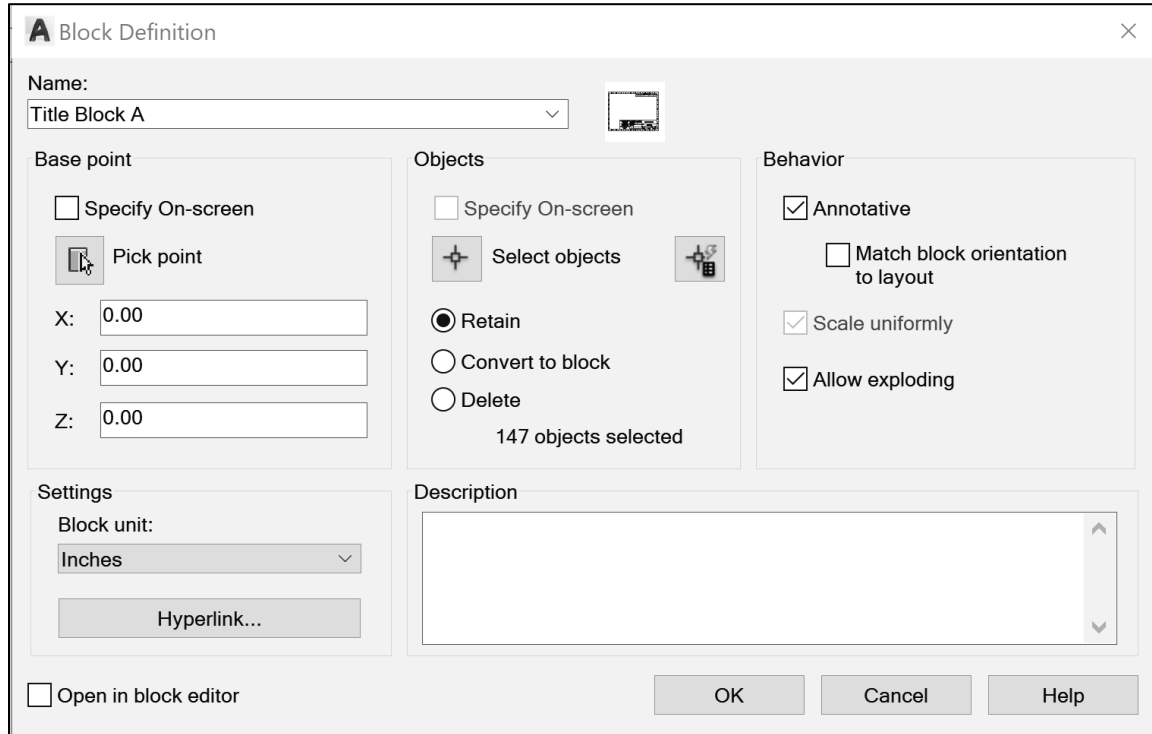 Block Definition
Name:
Title Block A
Base point
Specify On-screen
Pick point
X: 0.00
Y: 0.00
Z: 0.00
Objects
Specify On-screen
Select objects
Retain
Convert to block
Delete
147 objects selected
Behavior
Annotative
Match block orientation
to layout
Scale uniformly
Allow exploding
Settings
Block unit:
Inches
Hyperlink...
Description
Open in block editor
OK
Cancel
Help